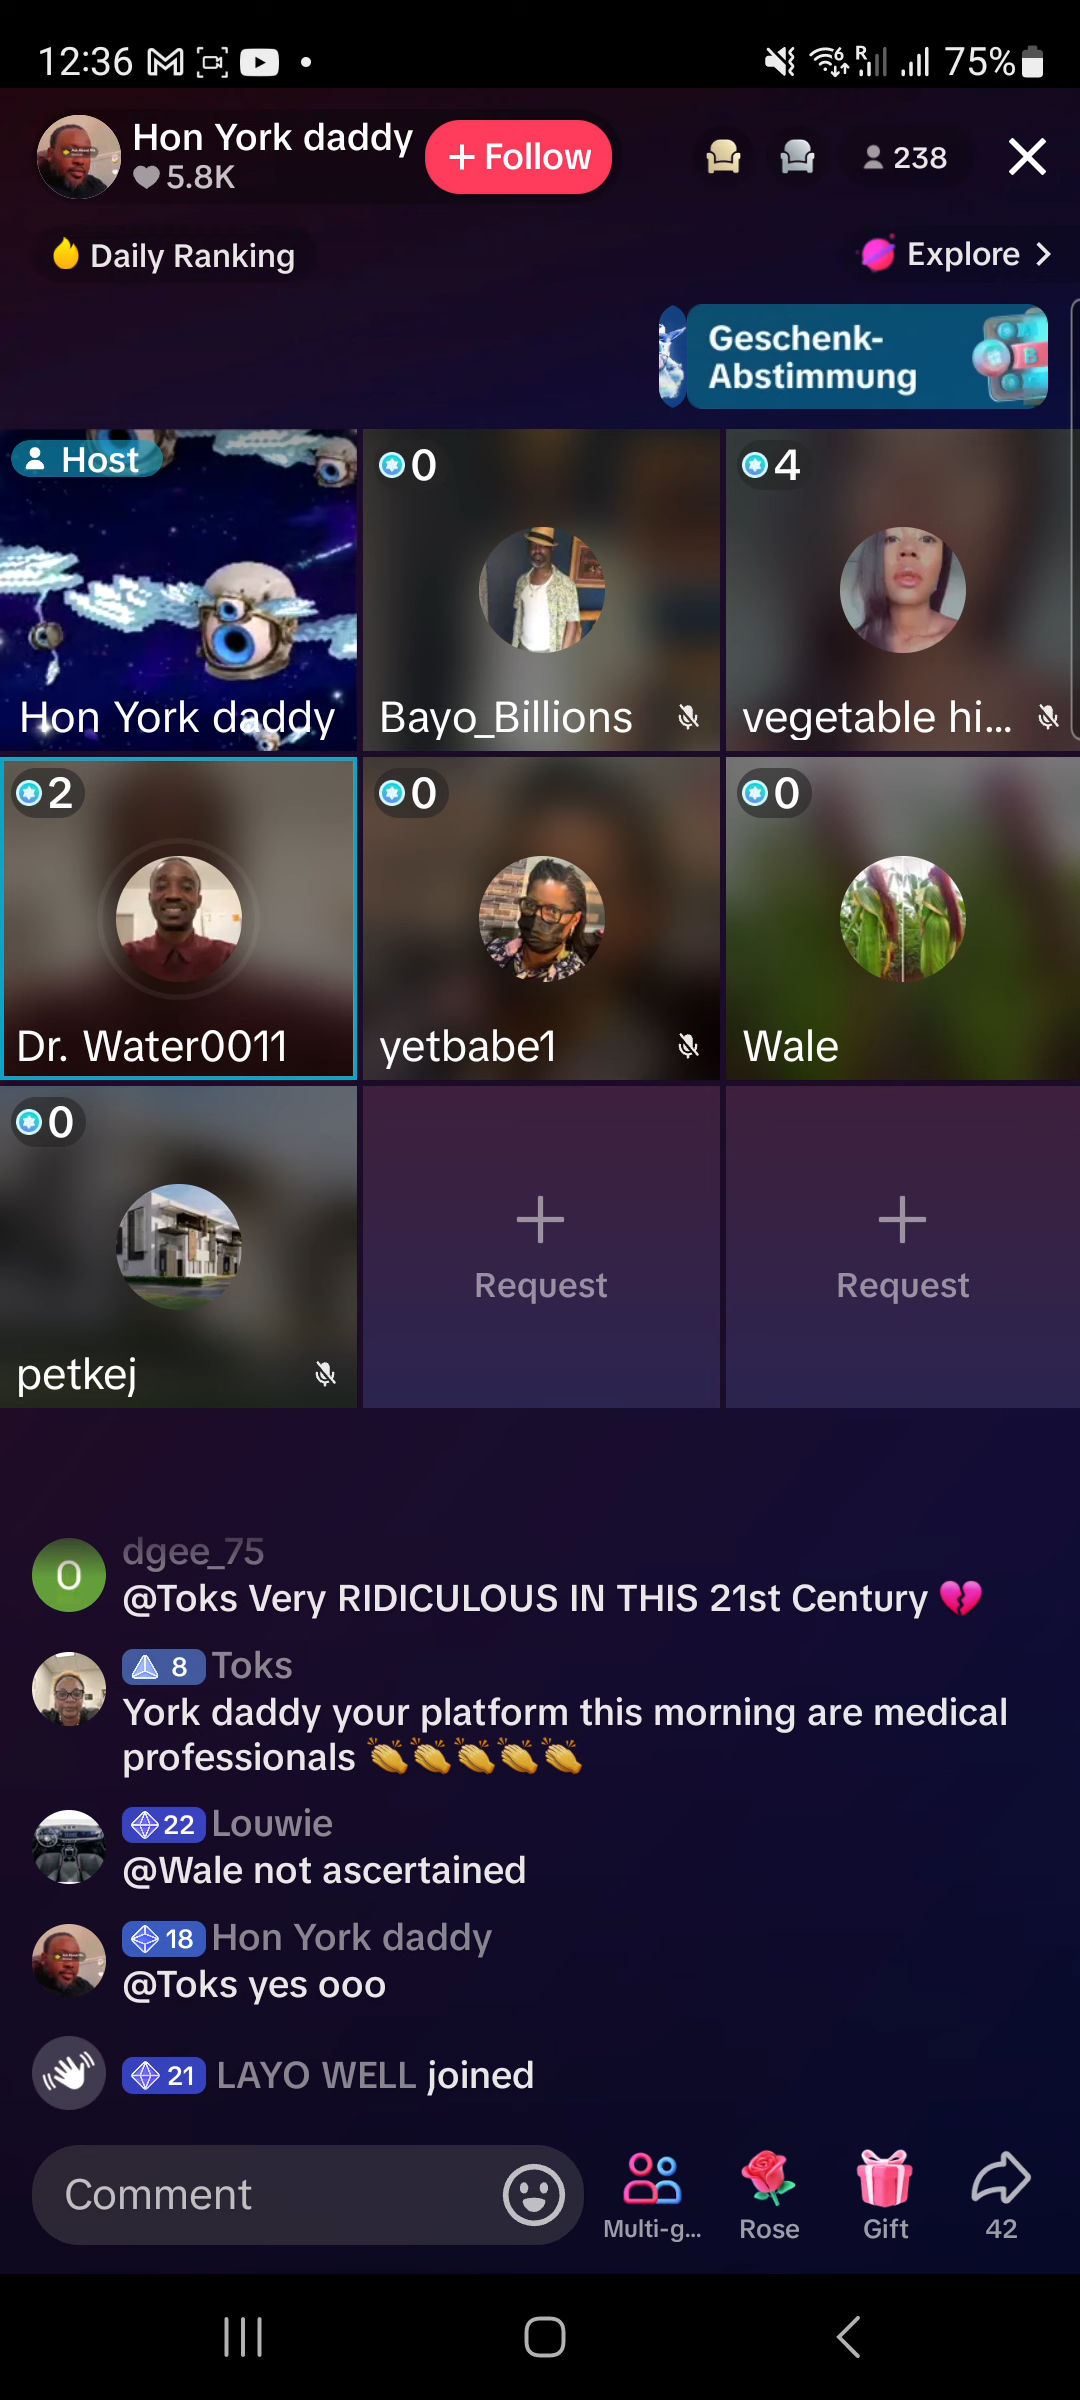 12:36
R
75%
Hon York daddy
5.8K
+ Follow
238
Daily Ranking
Explore >
Geschenk-
Abstimmung
Host
0
4
Hon York daddy
Bayo_Billions
vegetable hi...
2
0
0
Dr. Water0011
yetbabe1
Wale
0
Request
Request
petkej
O
dgee_75
@Toks Very RIDICULOUS IN THIS 21st Century 💔
8 Toks
York daddy your platform this morning are medical
professionals 👏👏👏👏👏
22 Louwie
@Wale not ascertained
18 Hon York daddy
@Toks yes ooo
21 LAYO WELL joined
Comment
Multi-g...
Rose
Gift
42